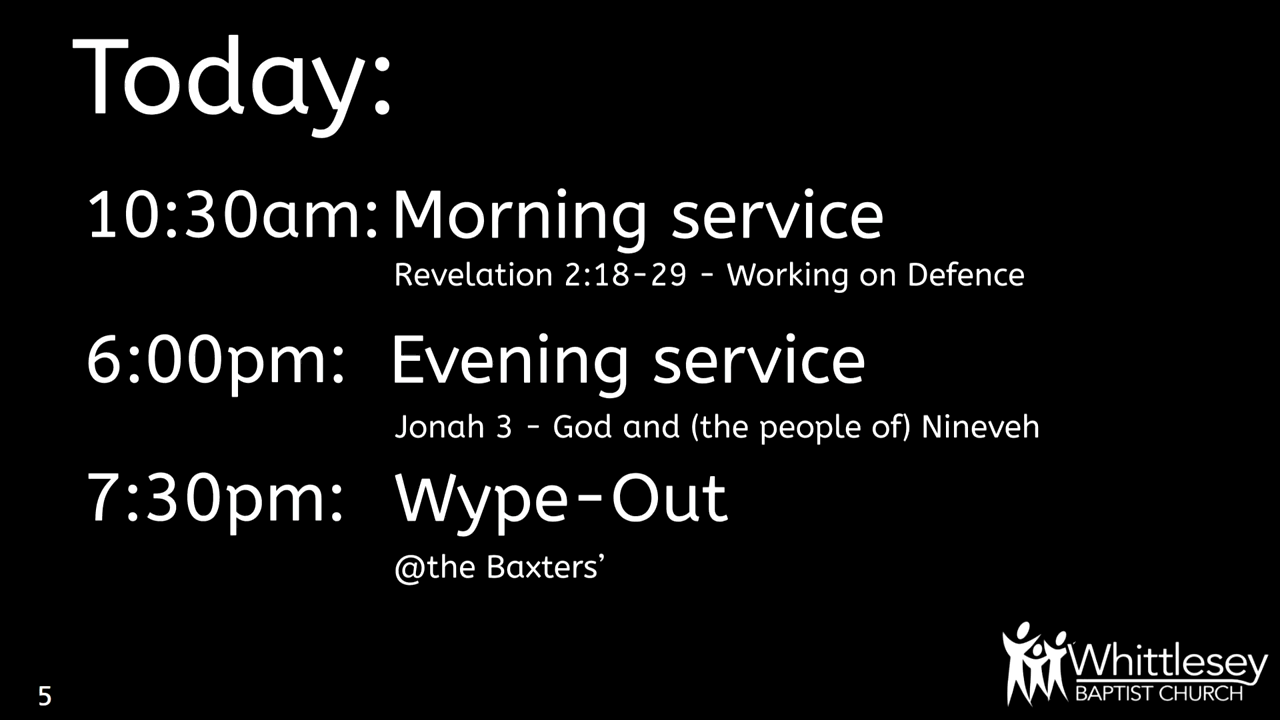 Today:
10:30am: Morning service
Revelation 2:18-29 - Working on Defence
6:00pm: Evening service
Jonah 3 - God and (the people of) Nineveh
7:30pm: Wype-Out
@the Baxters’
Whittlesey
BAPTIST CHURCH
5